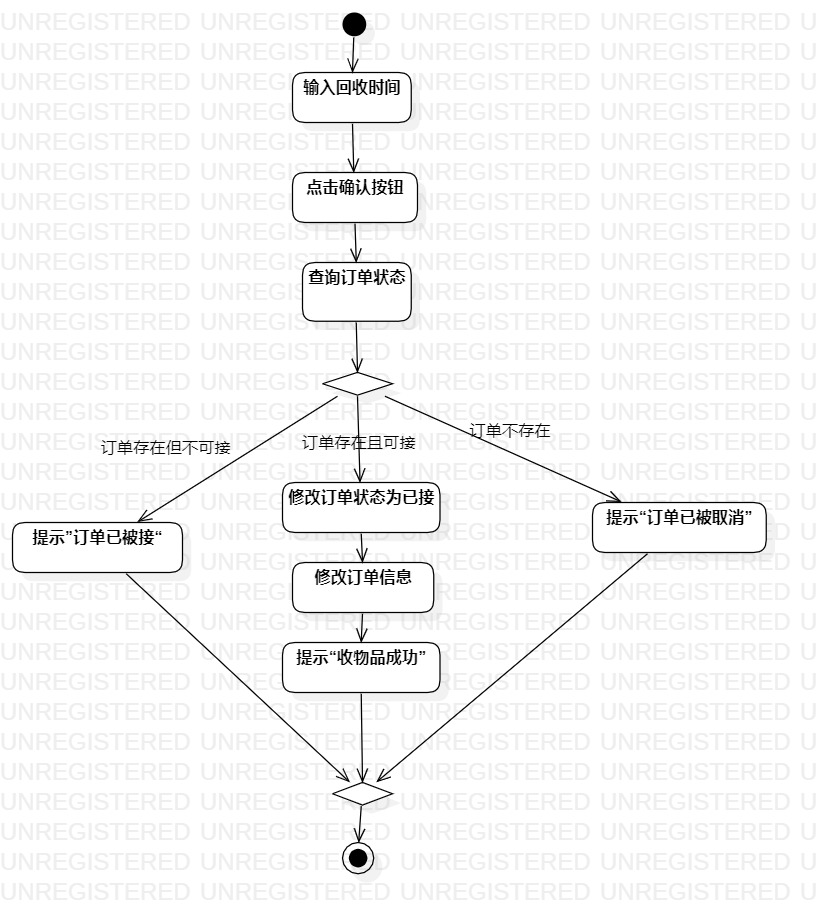 输入回收时间
点击确认按钮
查询订单状态
订单不存在
订单存在且可接
订单存在但不可接
修改订单状态为已接
提示“订单已被取消”
提示”订单已被接“
修改订单信息
提示“收物品成功”
UNREGISTERED